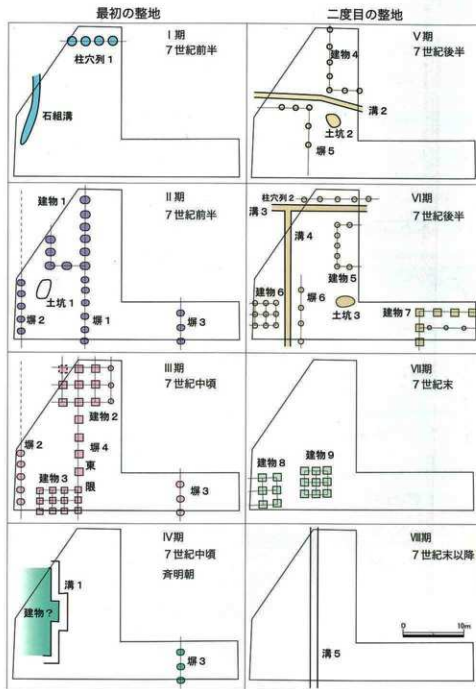 最初の整地
二度目の整地
Ⅰ期
7世紀前半
柱穴列1
石組溝
Ⅴ期
7世紀後半
建物4
溝2
土坑2
塀5
Ⅱ期
7世紀前半
建物1
土坑1
塀2
塀1
塀3
Ⅵ期
7世紀後半
柱穴列2
溝3
溝4
建物5
建物6
塀6
土坑3
建物7
Ⅲ期
7世紀中頃
建物2
塀2
塀4
東限
建物3
塀3
Ⅶ期
7世紀末
建物9
建物8
Ⅳ期
7世紀中頃
斉明朝
溝1
建物?
塀3
Ⅷ期
7世紀末以降
0 10m
溝5